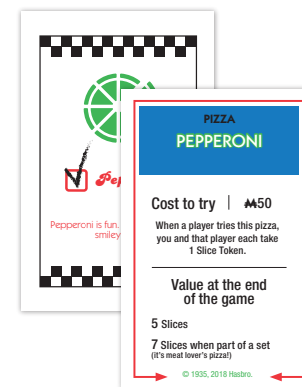 Pepperoni is fun.
smiley
PIZZA
PEPPERONI
Cost to try | ₩50
When a player tries this pizza,
you and that player each take
1 Slice Token.
Value at the end
of the game
5 Slices
7 Slices when part of a set
(it's meat lover's pizza!)
© 1935, 2018 Hasbro.